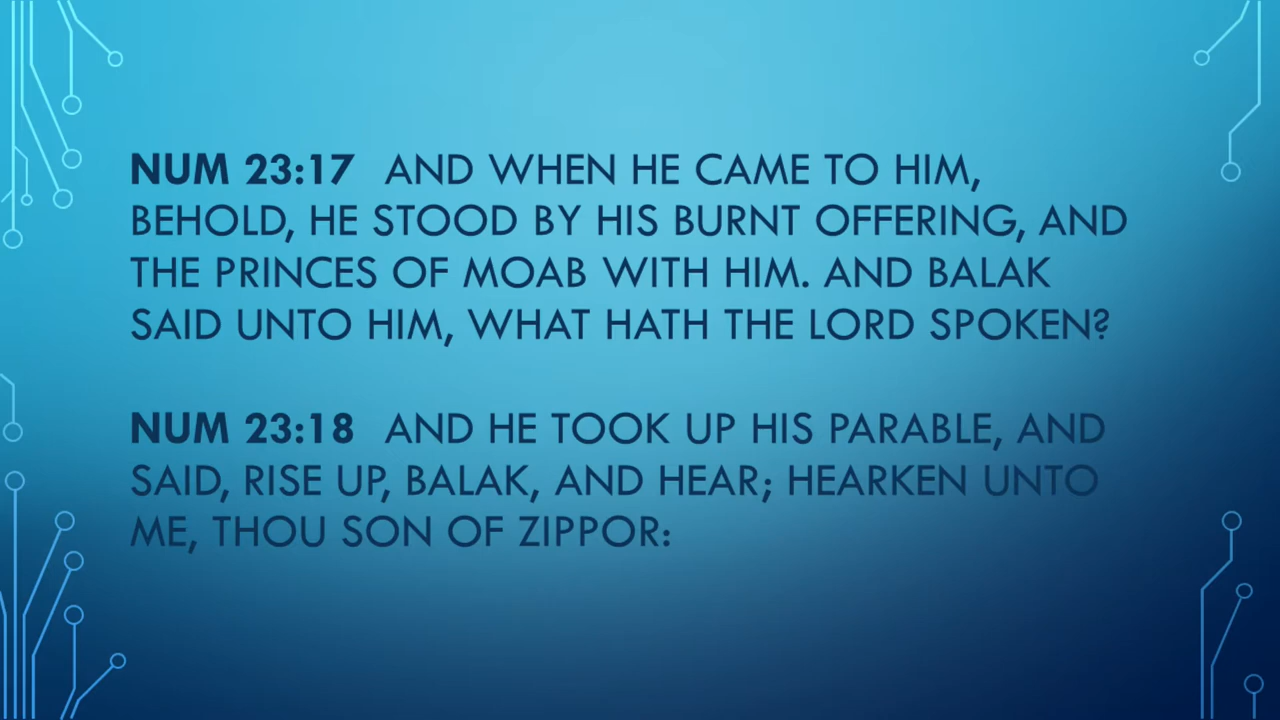 NUM 23:17 AND WHEN HE CAME TO HIM,
BEHOLD, HE STOOD BY HIS BURNT OFFERING, AND
THE PRINCES OF MOAB WITH HIM. AND BALAK
SAID UNTO HIM, WHAT HATH THE LORD SPOKEN?
NUM 23:18 AND HE TOOK UP HIS PARABLE, AND
SAID, RISE UP, BALAK, AND HEAR; HEARKEN UNTO
ME, THOU SON OF ZIPPOR: